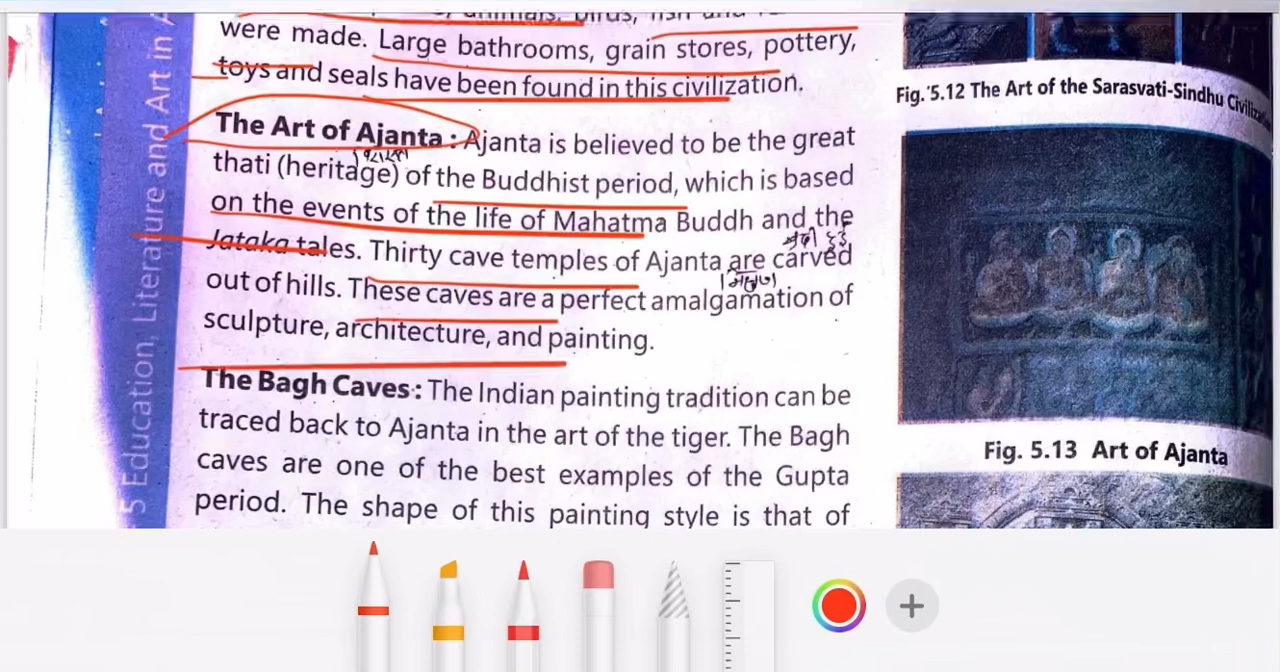 were made. Large bathrooms, grain stores, pottery,
toys and seals have been found in this civilization.
The Art of Ajanta : Ajanta is believed to be the great
thati (heritage) of the Buddhist period, which is based
on the events of the life of Mahatma Buddh and the
Jataka tales. Thirty cave temples of Ajanta are carved
out of hills. These caves are a perfect amalgamation of
sculpture, architecture, and painting.
The Bagh Caves : The Indian painting tradition can be
traced back to Ajanta in the art of the tiger. The Bagh
caves are one of the best examples of the Gupta
period. The shape of this painting style is that of
5 Education, Literature and Art in
Fig. 5.12 The Art of the Sarasvati-Sindhu
Fig. 5.13 Art of Ajanta